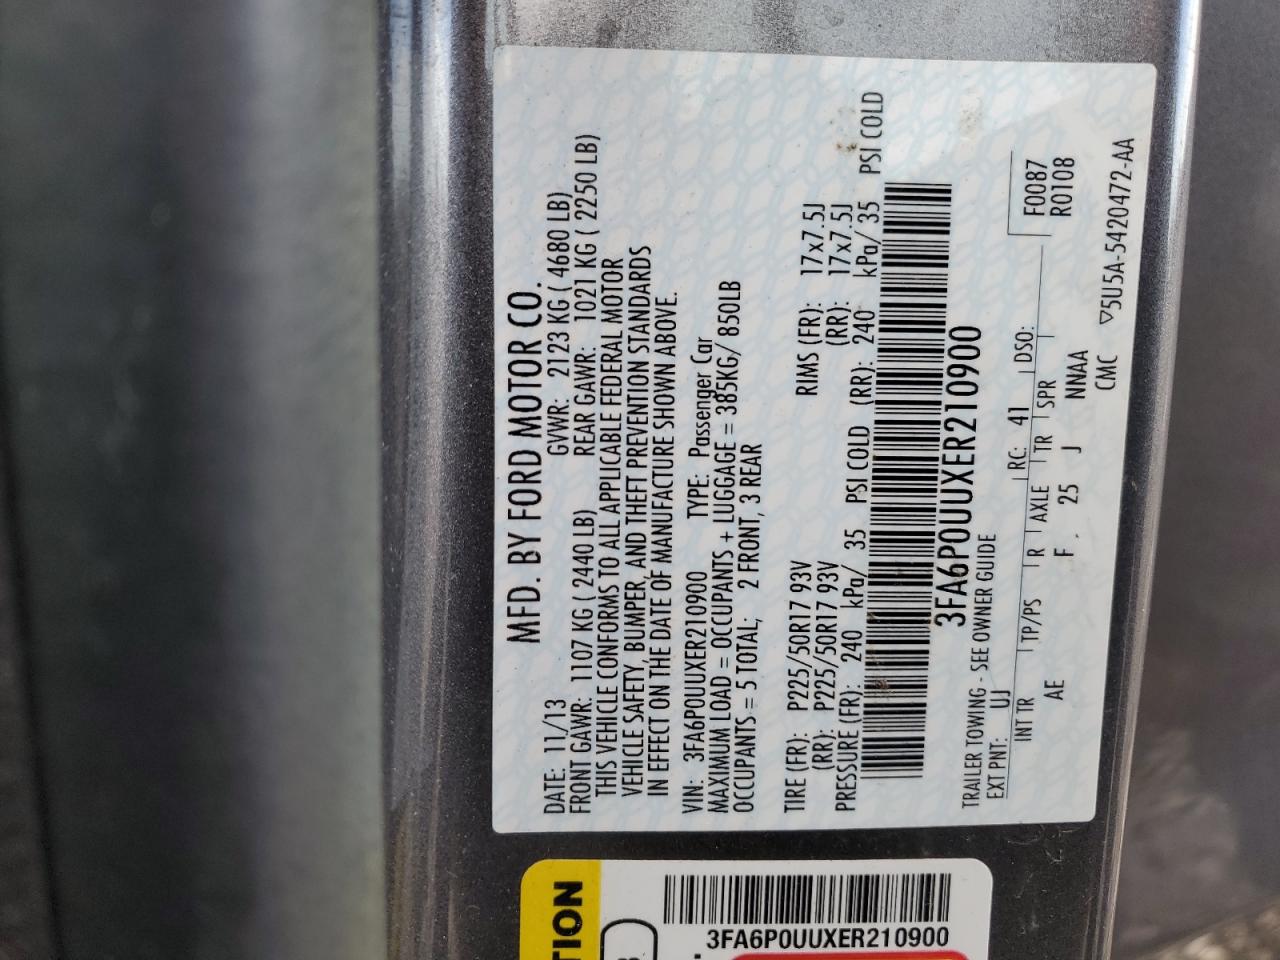 MFD. BY FORD MOTOR CO.
DATE: 11/13 GVWR: 2123 KG ( 4680 LB)
FRONT GAWR: 1107 KG ( 2440 LB) REAR GAWR: 1021 KG ( 2250 LB)
THIS VEHICLE CONFORMS TO ALL APPLICABLE FEDERAL MOTOR
VEHICLE SAFETY, BUMPER, AND THEFT PREVENTION STANDARDS
IN EFFECT ON THE DATE OF MANUFACTURE SHOWN ABOVE.
VIN: 3FA6P0UUXER210900 TYPE: Passenger Car
MAXIMUM LOAD = OCCUPANTS + LUGGAGE = 385KG/ 850LB
OCCUPANTS = 5 TOTAL; 2 FRONT, 3 REAR
TIRE (FR): P225/50R17 93V RIMS (FR): 17x7.5J
(RR): P225/50R17 93V (RR): 17x7.5J
PRESSURE (FR): 240 kPa/ 35 PSI COLD (RR): 240 kPa/ 35 PSI COLD
3FA6P0UUXER210900
TRAILER TOWING - SEE OWNER GUIDE
EXT PNT: UJ RC: 41 DSO: F0087
R0108
INT TR TP/PS R AXLE TR SPR
AE F 25 J NNAA
CMC
▽5U5A-5420472-AA
TION
3FA6P0UUXER210900